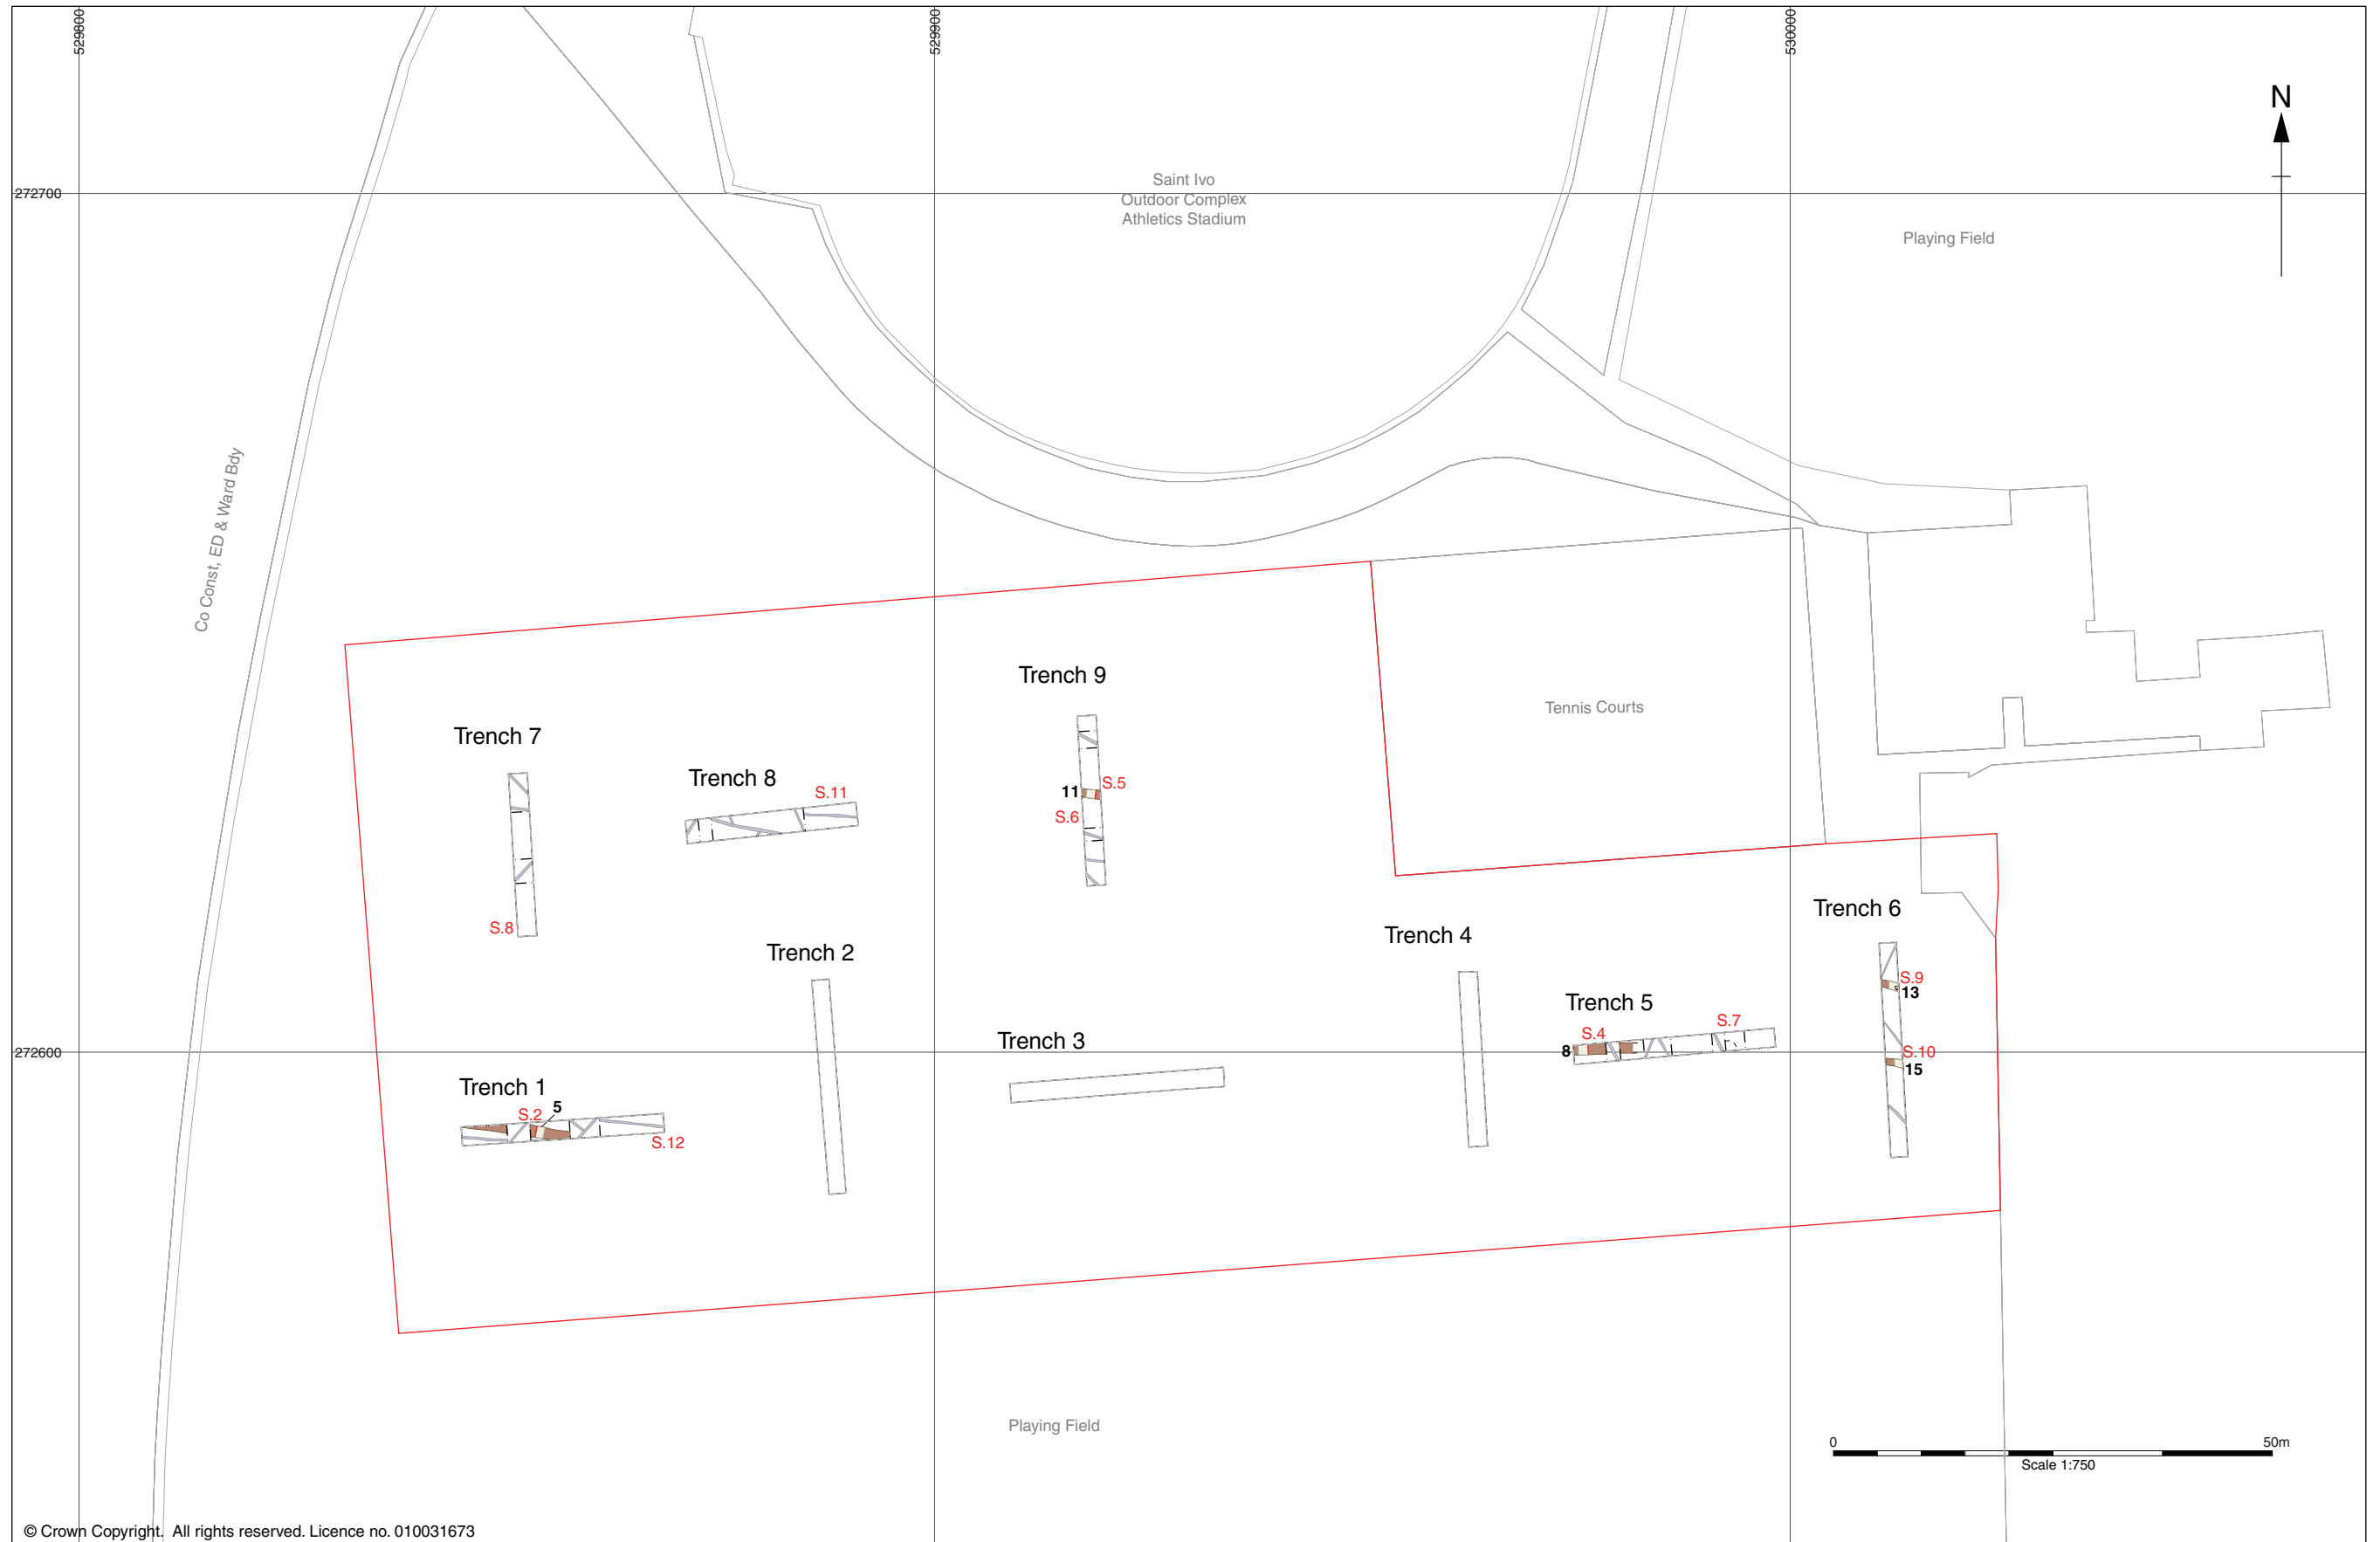 529800
529900
530000
N
272700
Saint Ivo
Outdoor Complex
Athletics Stadium
Playing Field
Co Const, ED & Ward Bdy
Trench 9
Tennis Courts
Trench 7
Trench 8
S.11
11
S.5
S.6
S.8
Trench 6
Trench 4
Trench 2
S.9
13
Trench 5
S.4
S.7
8
Trench 3
272600
S.10
15
Trench 1
S.2
5
S.12
Playing Field
0
50m
Scale 1:750
© Crown Copyright. All rights reserved. Licence no. 010031673